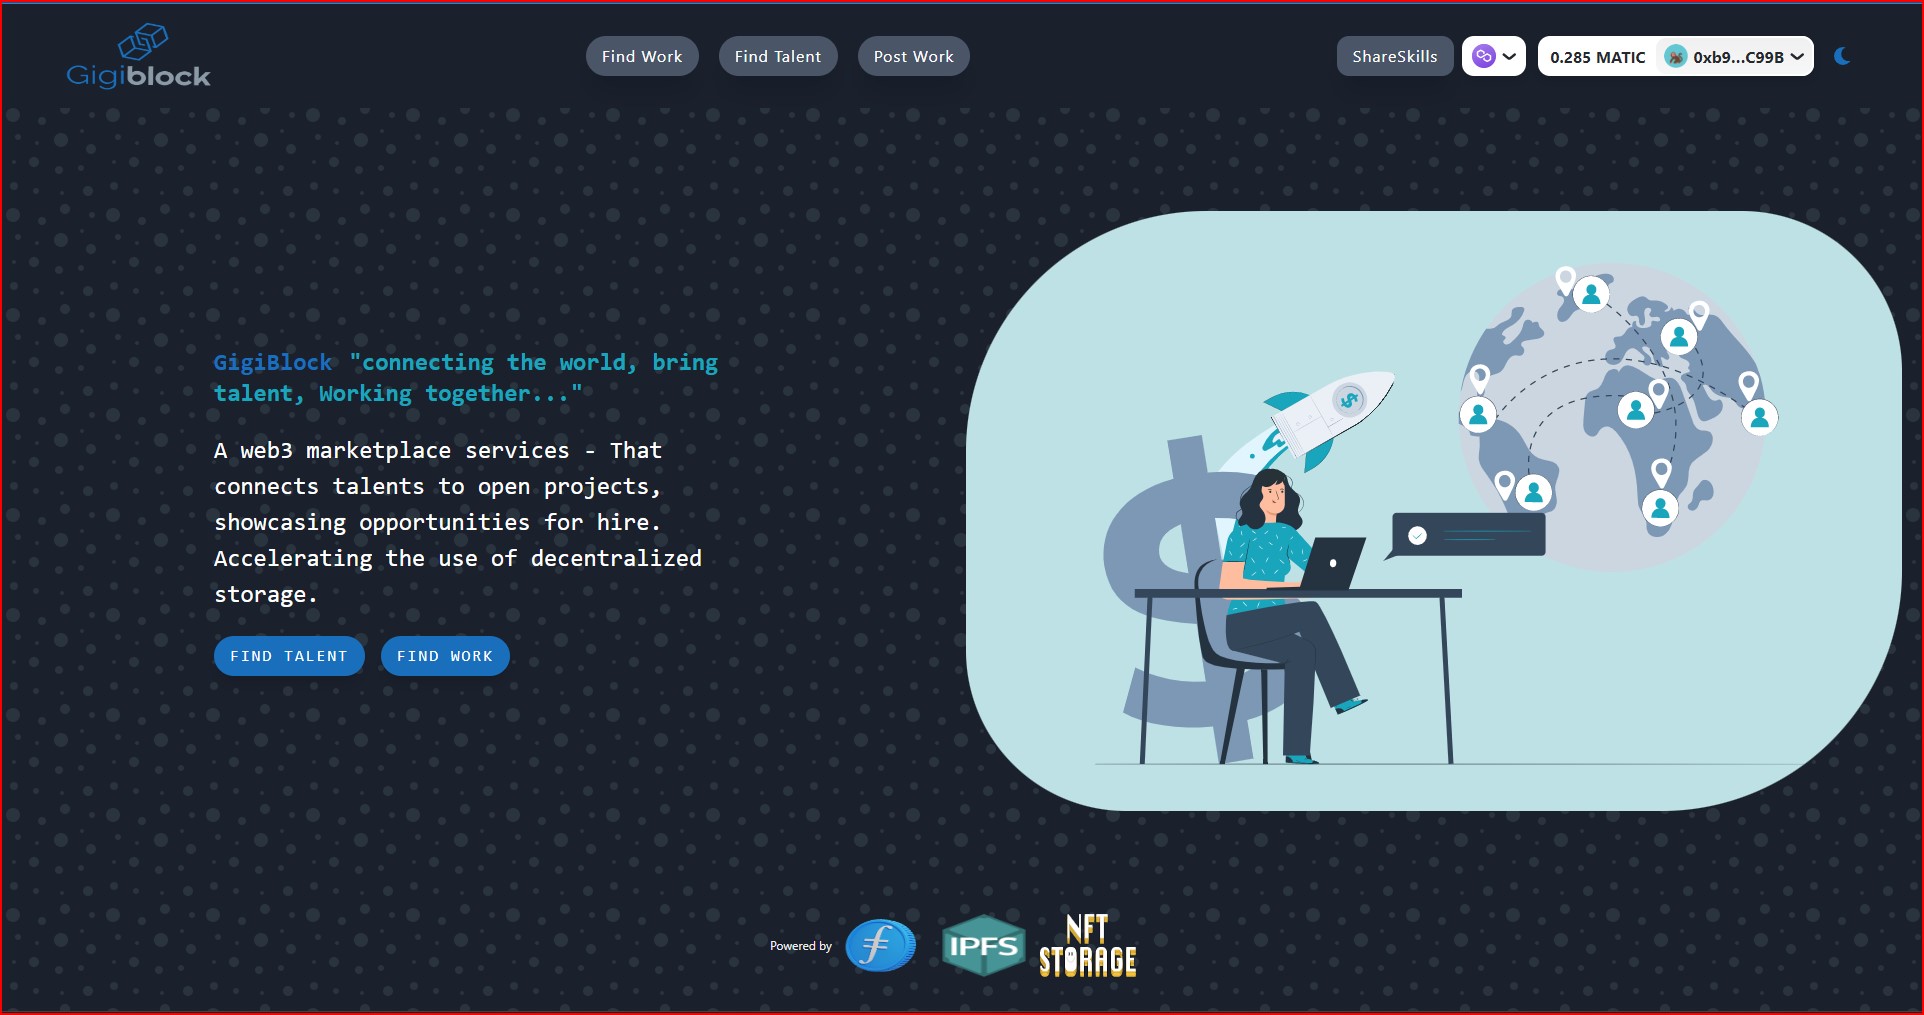 Gigiblock
Find Work
Find Talent
Post Work
ShareSkills
0.285 MATIC
0xb9...C99B
GigiBlock "connecting the world, bring
talent, Working together..."
A web3 marketplace services - That
connects talents to open projects,
showcasing opportunities for hire.
Accelerating the use of decentralized
storage.
FIND TALENT
FIND WORK
Powered by
IPFS
NFT
STORAGE